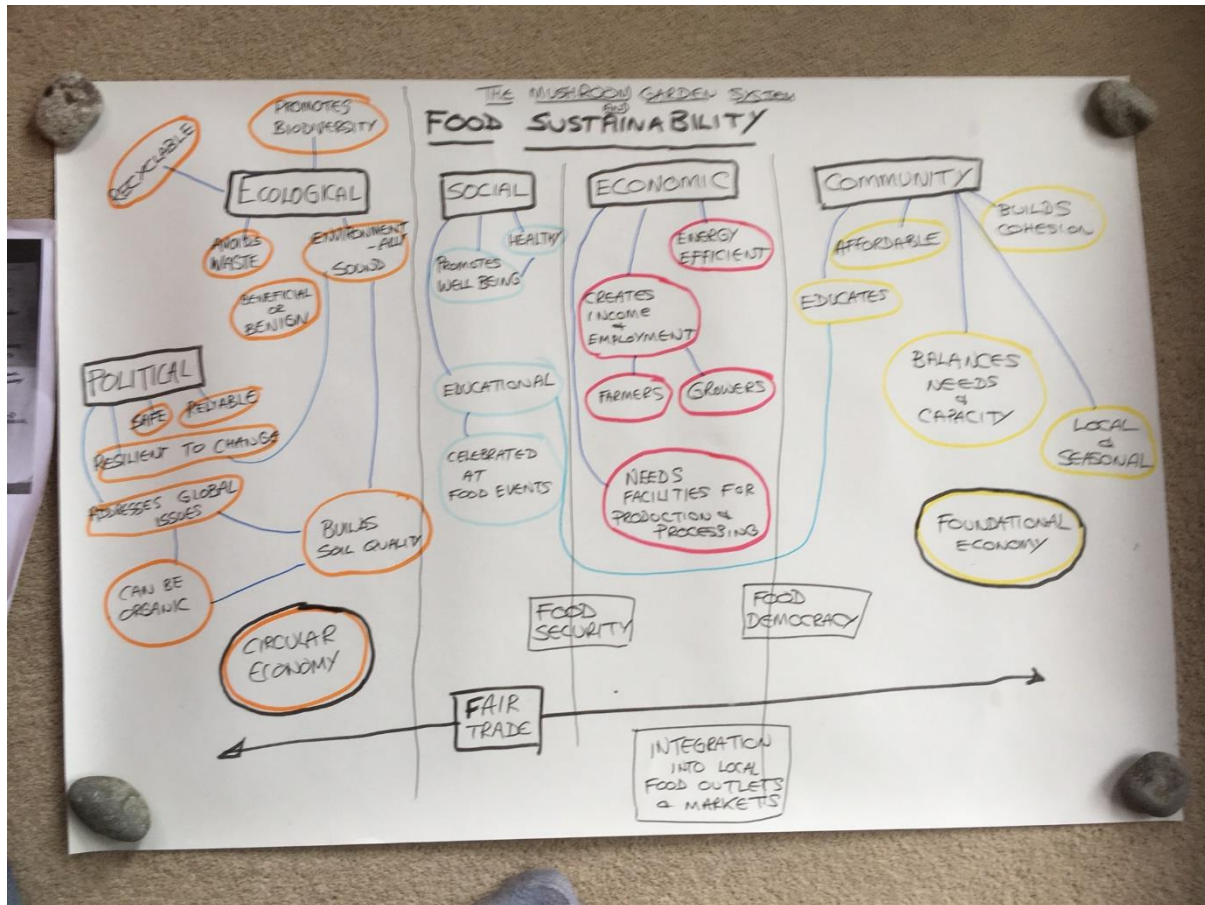 THE MUSHROOM GARDEN SYSTEM
AND
FOOD SUSTAINABILITY
PROMOTES
BIODIVERSITY
RECYCLABLE
ECOLOGICAL
AVOIDS
WASTE
ENVIRONMENT
-ALLY
SOUND
BENEFICIAL
OR
BENIGN
POLITICAL
SAFE
RELIABLE
RESILIENT TO CHANGE
ADDRESSES GLOBAL
ISSUES
BUILDS
SOIL QUALITY
CAN BE
ORGANIC
CIRCULAR
ECONOMY
SOCIAL
HEALTHY
PROMOTES
WELL BEING
EDUCATIONAL
CELEBRATED
AT
FOOD EVENTS
ECONOMIC
ENERGY
EFFICIENT
CREATES
INCOME
&
EMPLOYMENT
FARMERS
GROWERS
NEEDS
FACILITIES FOR
PRODUCTION &
PROCESSING
COMMUNITY
BUILDS
COHESION
AFFORDABLE
EDUCATES
BALANCES
NEEDS
&
CAPACITY
LOCAL
&
SEASONAL
FOUNDATIONAL
ECONOMY
FOOD
SECURITY
FOOD
DEMOCRACY
FAIR
TRADE
INTEGRATION
INTO LOCAL
FOOD OUTLETS
& MARKETS